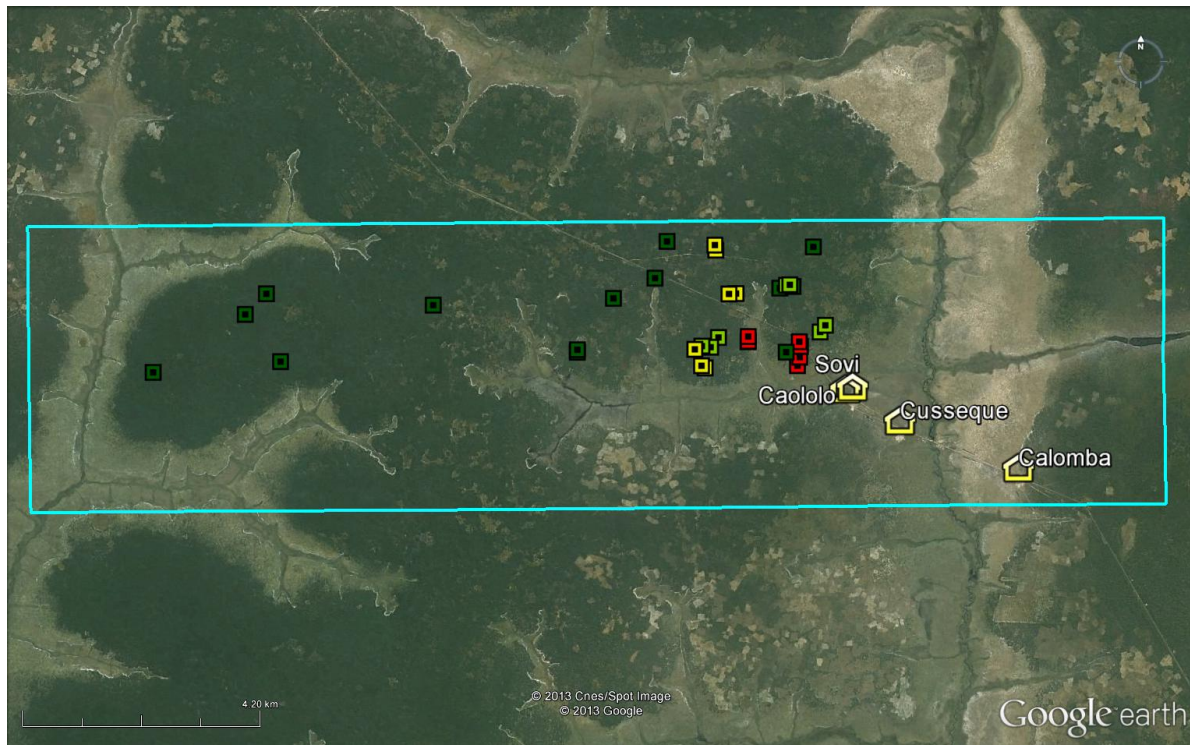 N
Sovi
Caololo
Cusseque
Calomba
4.20 km
© 2013 Cnes/Spot Image
© 2013 Google
Google earth